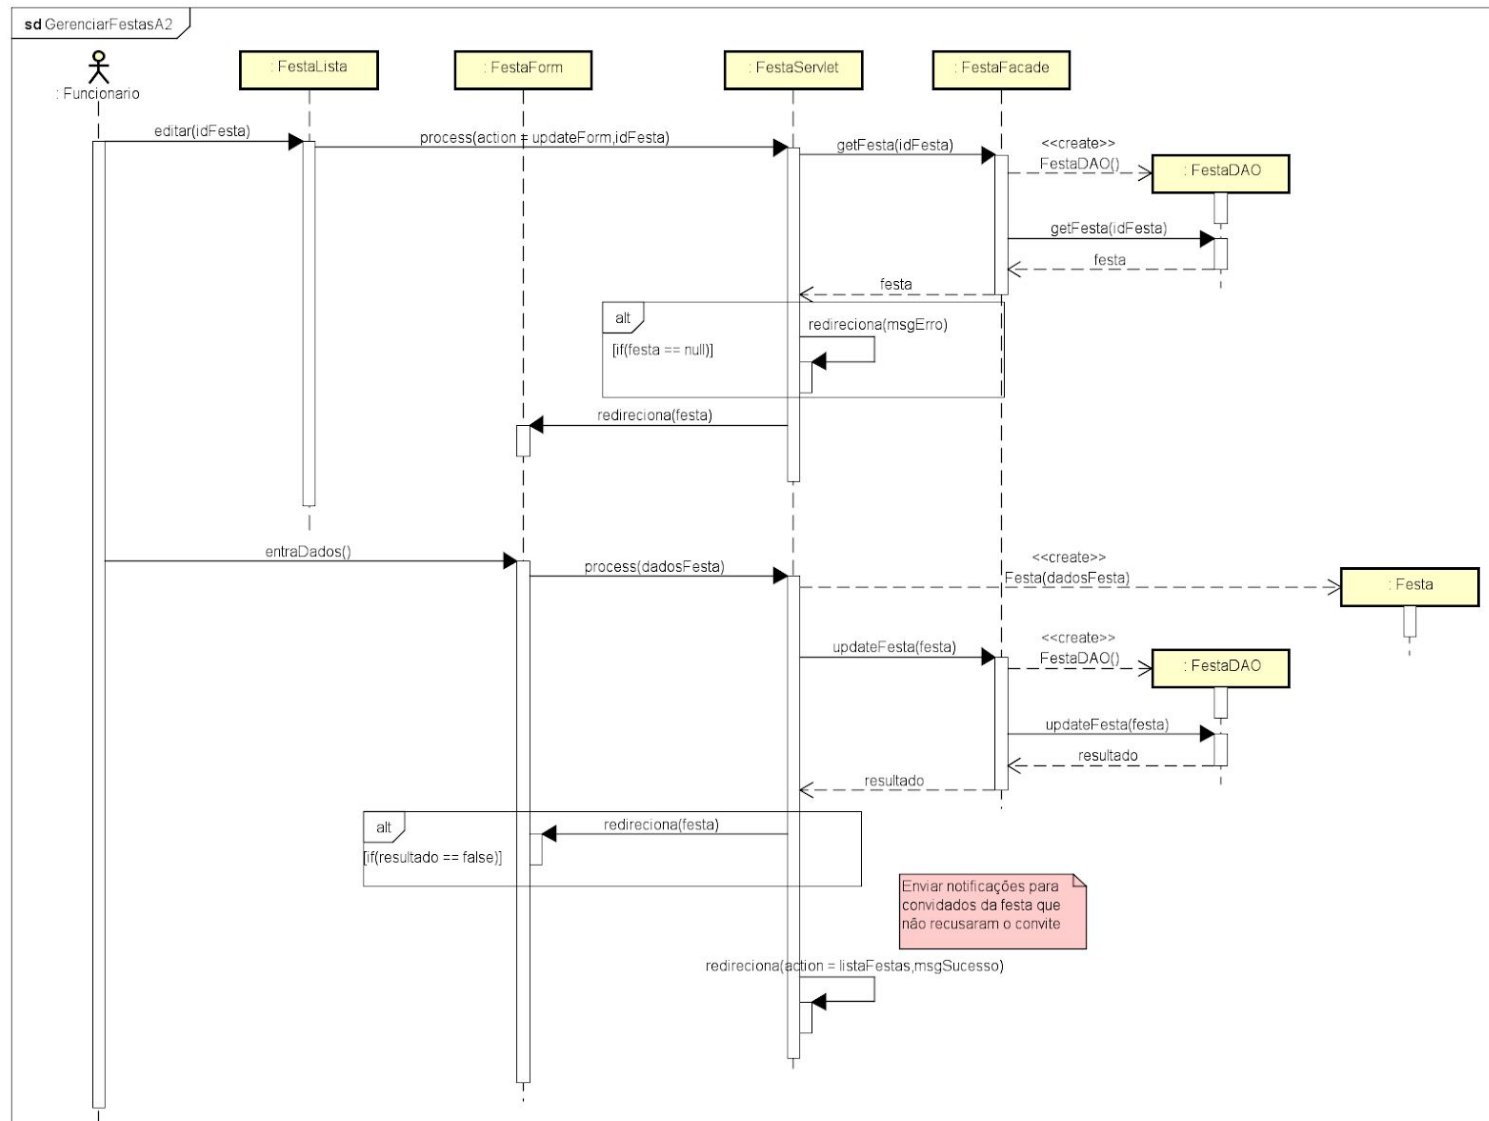 sd GerenciarFestasA2
: Funcionario
: FestaLista
: FestaForm
: FestaServlet
: FestaFacade
editar(idFesta)
process(action = updateForm,idFesta)
getFesta(idFesta)
<<create>>
FestaDAO()
: FestaDAO
getFesta(idFesta)
festa
festa
alt
redireciona(msgErro)
[if(festa == null)]
redireciona(festa)
entraDados()
process(dadosFesta)
<<create>>
Festa(dadosFesta)
: Festa
updateFesta(festa)
<<create>>
FestaDAO()
: FestaDAO
updateFesta(festa)
resultado
resultado
alt
redireciona(festa)
[if(resultado == false)]
Enviar notificações para
convidados da festa que
não recusaram o convite
redireciona(action = listaFestas,msgSucesso)